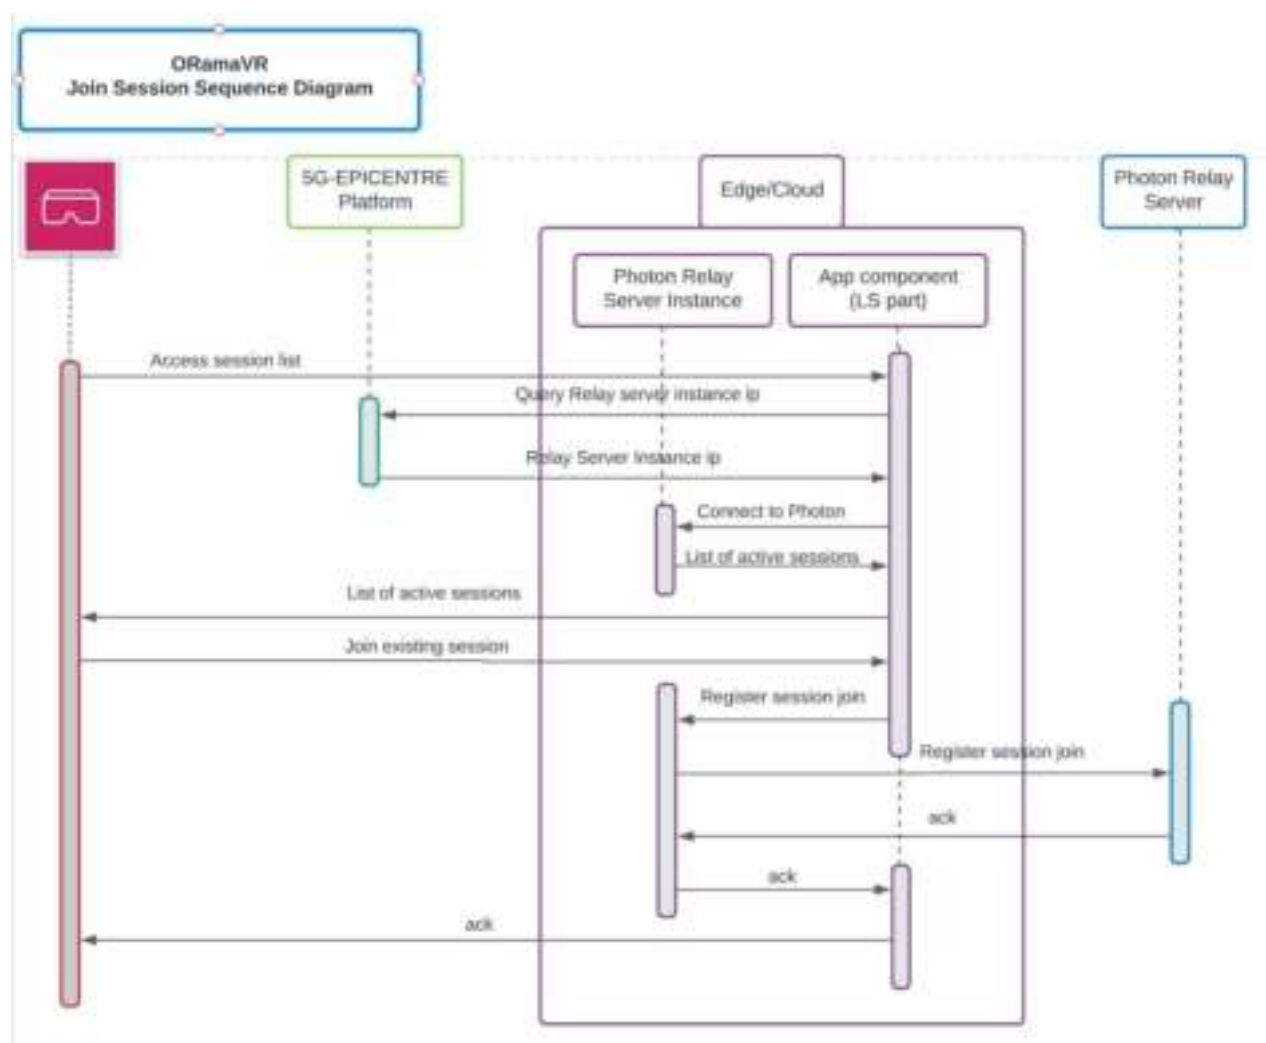 ORamaVR
Join Session Sequence Diagram
5G-EPICENTRE
Platform
Edge/Cloud
Photon Relay
Server
Photon Relay
Server Instance
App component
(LS part)
Access session list
Query Relay server instance ip
Relay Server Instance ip
Connect to Photon
List of active sessions
List of active sessions
Join existing session
Register session join
Register session join
ack
ack
ack